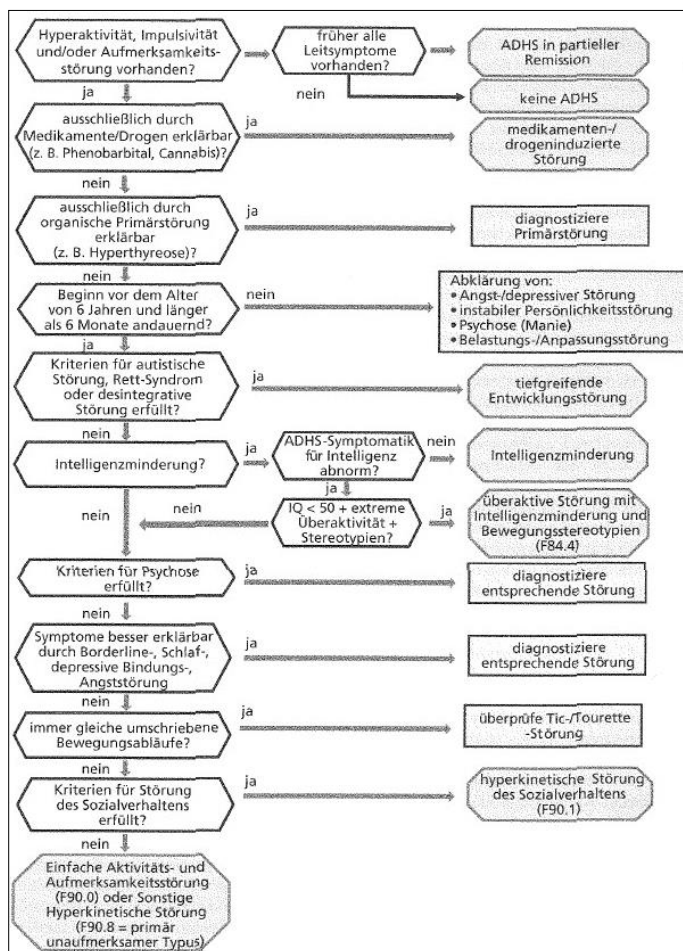 Hyperaktivität, Impulsivität
und/oder Aufmerksamkeits-
störung vorhanden?
früher alle
Leitsymptome
vorhanden?
ADHS in partieller
Remission
ja
nein
keine ADHS
ausschließlich durch
Medikamente/Drogen erklärbar
(z. B. Phenobarbital, Cannabis)?
ja
medikamenten-/
drogeninduzierte
Störung
nein
ausschließlich durch
organische Primärstörung
erklärbar
(z. B. Hyperthyreose)?
ja
diagnostiziere
Primärstörung
nein
Beginn vor dem Alter
von 6 Jahren und länger
als 6 Monate andauernd?
nein
Abklärung von:
• Angst-/depressiver Störung
• instabiler Persönlichkeitsstörung
• Psychose (Manie)
• Belastungs-/Anpassungsstörung
ja
Kriterien für autistische
Störung, Rett-Syndrom
oder desintegrative
Störung erfüllt?
ja
tiefgreifende
Entwicklungsstörung
nein
Intelligenzminderung?
ja
ADHS-Symptomatik
für Intelligenz
abnorm?
nein
Intelligenzminderung
ja
nein
nein
IQ < 50 + extreme
Überaktivität +
Stereotypien?
ja
überaktive Störung mit
Intelligenzminderung und
Bewegungsstereotypien
(F84.4)
Kriterien für Psychose
erfüllt?
ja
diagnostiziere
entsprechende Störung
nein
Symptome besser erklärbar
durch Borderline-, Schlaf-,
depressive Bindungs-,
Angststörung
ja
diagnostiziere
entsprechende Störung
nein
immer gleiche umschriebene
Bewegungsabläufe?
ja
überprüfe Tic-/Tourette
-Störung
nein
Kriterien für Störung
des Sozialverhaltens
erfüllt?
ja
hyperkinetische Störung
des Sozialverhaltens
(F90.1)
nein
Einfache Aktivitäts- und
Aufmerksamkeitsstörung
(F90.0) oder Sonstige
Hyperkinetische Störung
(F90.8 = primär
unaufmerksamer Typus)